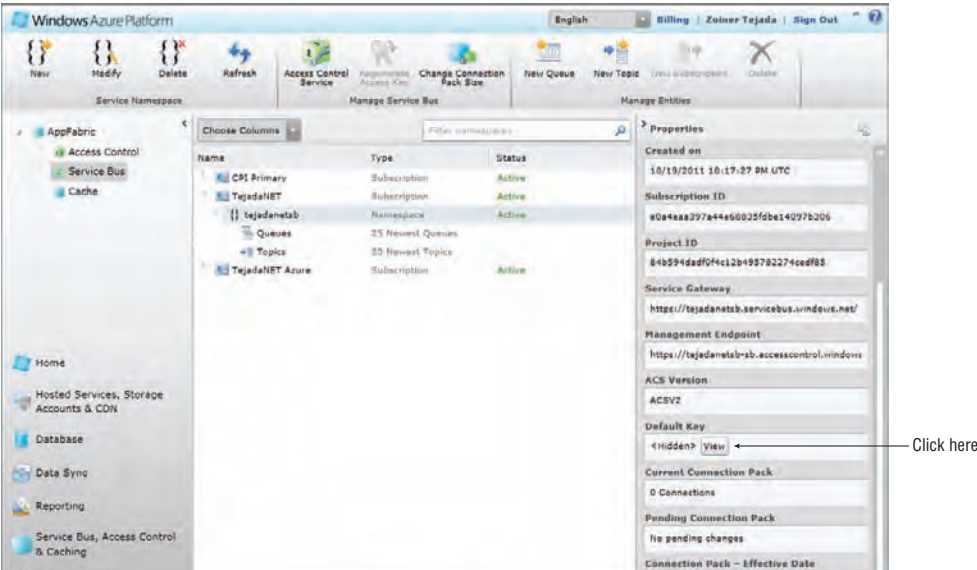 Windows Azure Platform
English
Billing | Zoiner Tejada | Sign Out
New
Modify
Delete
Refresh
Access Control Service
Regenerate Access Key
Change Connection Pack Size
New Queue
New Topic
Delete
Service Namespace
Manage Service Bus
Manage Entities
AppFabric
Access Control
Service Bus
Cache
Home
Hosted Services, Storage Accounts & CDN
Database
Data Sync
Reporting
Service Bus, Access Control & Caching
Choose Columns
Filter namespaces
Name Type Status
CPI Primary Subscription Active
TejadaNET Subscription Active
{} tejadanetsb Namespace Active
Queues 25 Newest Queues
Topics Newest Topics
TejadaNET Azure Subscription Active
Properties
Created on
10/19/2011 10:17:27 PM UTC
Subscription ID
Project ID
Service Gateway
https://tejadanetsb.servicebus.windows.net/
Management Endpoint
https://tejadanetsb-sb.accesscontrol.windows
ACS Version
ACSV2
Default Key
<Hidden> View
Click here
Current Connection Pack
0 Connections
Pending Connection Pack
No pending changes
Connection Pack – Effective Date